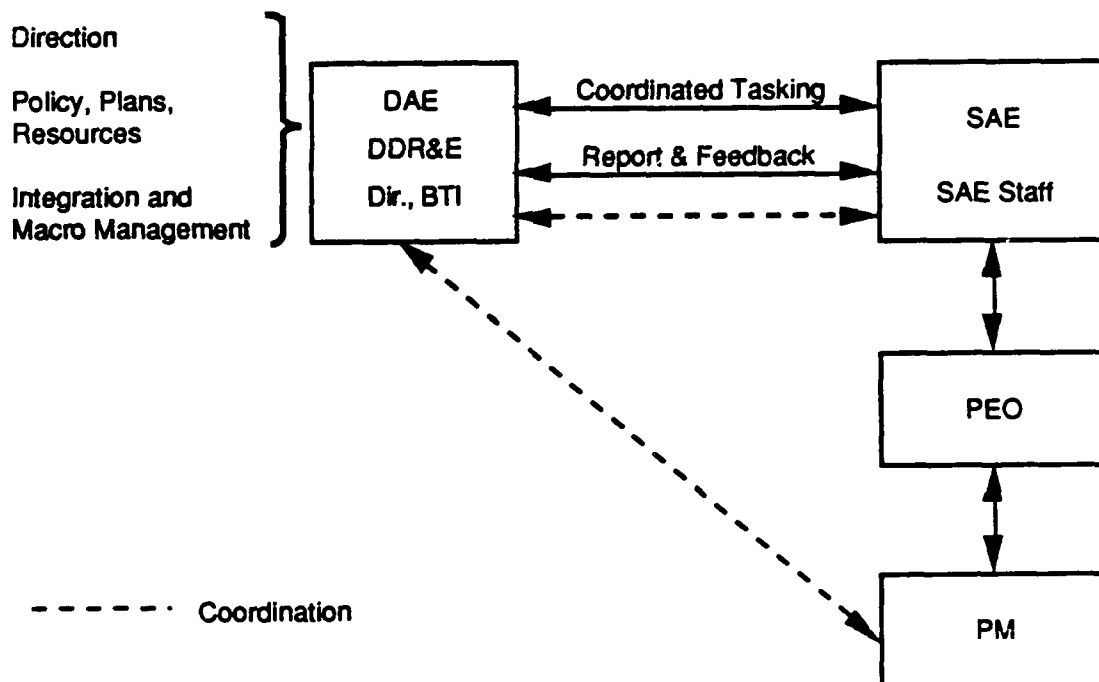 Direction
Policy, Plans,
Resources
Integration and
Macro Management
DAE
DDR&E
Dir., BTI
Coordinated Tasking
Report & Feedback
SAE
SAE Staff
PEO
PM
Coordination